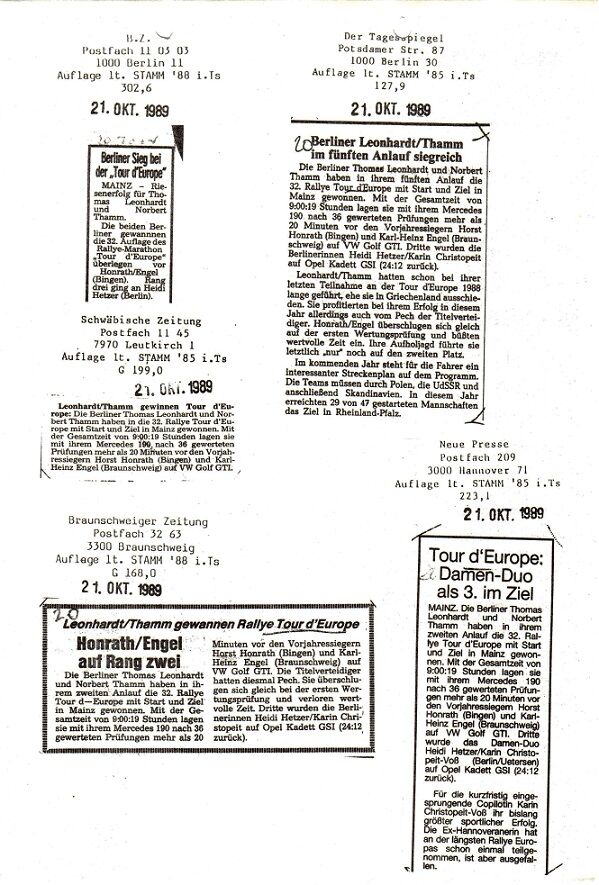 B.Z.
Postfach 11 03 03
1000 Berlin 11
Auflage lt. STAMM '88 i.Ts
302,6
21. OKT. 1989
Berliner Sieg bei
der „Tour d'Europe"
MAINZ – Rie-
senerfolg für Tho-
mas Leonhardt
und Norbert
Thamm.
Die beiden Ber-
liner gewannnen
die 32. Auflage des
Rallye-Marathon
„Tour d'Europe"
überlegen vor
Honrath/Engel
(Bingen). Rang
drei ging an Heidi
Hetzer (Berlin).
Der Tagesspiegel
Potsdamer Str. 87
1000 Berlin 30
Auflage lt. STAMM '85 i.Ts
127,9
21. OKT. 1989
20
Berliner Leonhardt/Thamm
im fünften Anlauf siegreich
Die Berliner Thomas Leonhardt und Norbert
Thamm haben in ihrem fünften Anlauf die
32. Rallye Tour d'Europe mit Start und Ziel in
Mainz gewonnen. Mit der Gesamtzeit von
9:00:19 Stunden lagen sie mit ihrem Mercedes
190 nach 36 gewerteten Prüfungen mehr als
20 Minuten vor den Vorjahressiegern Horst
Honrath (Bingen) und Karl-Heinz Engel (Braun-
schweig) auf VW Golf GTI. Dritte wurden die
Berlinerinnen Heidi Hetzer/Karin Christopeit
auf Opel Kadett GSI (24:12 zurück).
Leonhardt/Thamm hatten schon bei ihrer
letzten Teilnahme an der Tour d'Europe 1988
lange geführt, ehe sie in Griechenland ausschie-
den. Sie profitierten bei ihrem Erfolg in diesem
Jahr allerdings auch vom Pech der Titelvertei-
diger. Honrath/Engel überschlugen sich gleich
auf der ersten Wertungsprüfung und büßten
wertvolle Zeit ein. Ihre Aufholjagd führte sie
letztlich „nur" noch auf den zweiten Platz.
Im kommenden Jahr steht für die Fahrer ein
interessanter Streckenplan auf dem Programm.
Die Teams müssen durch Polen, die UdSSR und
anschließend Skandinavien. In diesem Jahr
erreichten 29 von 47 gestarteten Mannschaften
das Ziel in Rheinland-Pfalz.
Schwäbische Zeitung
Postfach 11 45
7970 Leutkirch 1
Auflage lt. STAMM '85 i.Ts
G 199,0
21. OKT. 1989
Leonhardt/Thamm gewinnen Tour d'Eu-
rope: Die Berliner Thomas Leonhardt und Nor-
bert Thamm haben in die 32. Rallye Tour d'Eu-
rope mit Start und Ziel in Mainz gewonnen. Mit
der Gesamtzeit von 9:00:19 Stunden lagen sie
mit ihrem Mercedes 190 nach 36 gewerteten
Prüfungen mehr als 20 Minuten vor den Vorjah-
ressiegern Horst Honrath (Bingen) und Karl-
Heinz Engel (Braunschweig) auf VW Golf GTI.
Neue Presse
Postfach 209
3000 Hannover 71
Auflage lt. STAMM '85 i.Ts
223,1
21. OKT. 1989
Tour d'Europe:
Damen-Duo
als 3. im Ziel
MAINZ. Die Berliner Thomas
Leonhardt und Norbert
Thamm haben in ihrem
zweiten Anlauf die 32. Ral-
lye Tour d'Europe mit Start
und Ziel in Mainz gewon-
nen. Mit der Gesamtzeit von
9:00:19 Stunden lagen sie
mit ihrem Mercedes 190
nach 36 gewerteten Prüfun-
gen mehr als 20 Minuten vor
den Vorjahressiegern Horst
Honrath (Bingen) und Karl-
Heinz Engel (Braunschweig)
auf VW Golf GTI. Dritte
wurde das Damen-Duo
Heidi Hetzer/Karin Christo-
peit-Voß (Berlin/Uetersen)
auf Opel Kadett GSI (24:12
zurück).
Für die kurzfristig einge-
sprungende Copilotin Karin
Christopeit-Voß ihr bislang
größter sportlicher Erfolg.
Die Ex-Hannoveranerin hat
an der längsten Rallye Euro-
pas schon einmal teilge-
nommen, ist aber ausgefal-
len.
Braunschweiger Zeitung
Postfach 32 63
3300 Braunschweig
Auflage lt. STAMM '88 i.Ts
G 168,0
21. OKT. 1989
20
Leonhardt/Thamm gewannen Rallye Tour d'Europe
Honrath/Engel
auf Rang zwei
Die Berliner Thomas Leonhardt
und Norbert Thamm haben in ih-
rem zweiten Anlauf die 32. Rallye
Tour d–Europe mit Start und Ziel
in Mainz gewonnen. Mit der Ge-
samtzeit von 9:00:19 Stunden lagen
sie mit ihrem Mercedes 190 nach 36
gewerteten Prüfungen mehr als 20
Minuten vor den Vorjahressiegern
Horst Honrath (Bingen) und Karl-
Heinz Engel (Braunschweig) auf
VW Golf GTI. Die Titelverteidiger
hatten diesmal Pech. Sie überschlu-
gen sich gleich bei der ersten Wer-
tungsprüfung und verloren wert-
volle Zeit. Dritte wurden die Berli-
nerinnen Heidi Hetzer/Karin Chri-
stopeit auf Opel Kadett GSI (24:12
zurück).